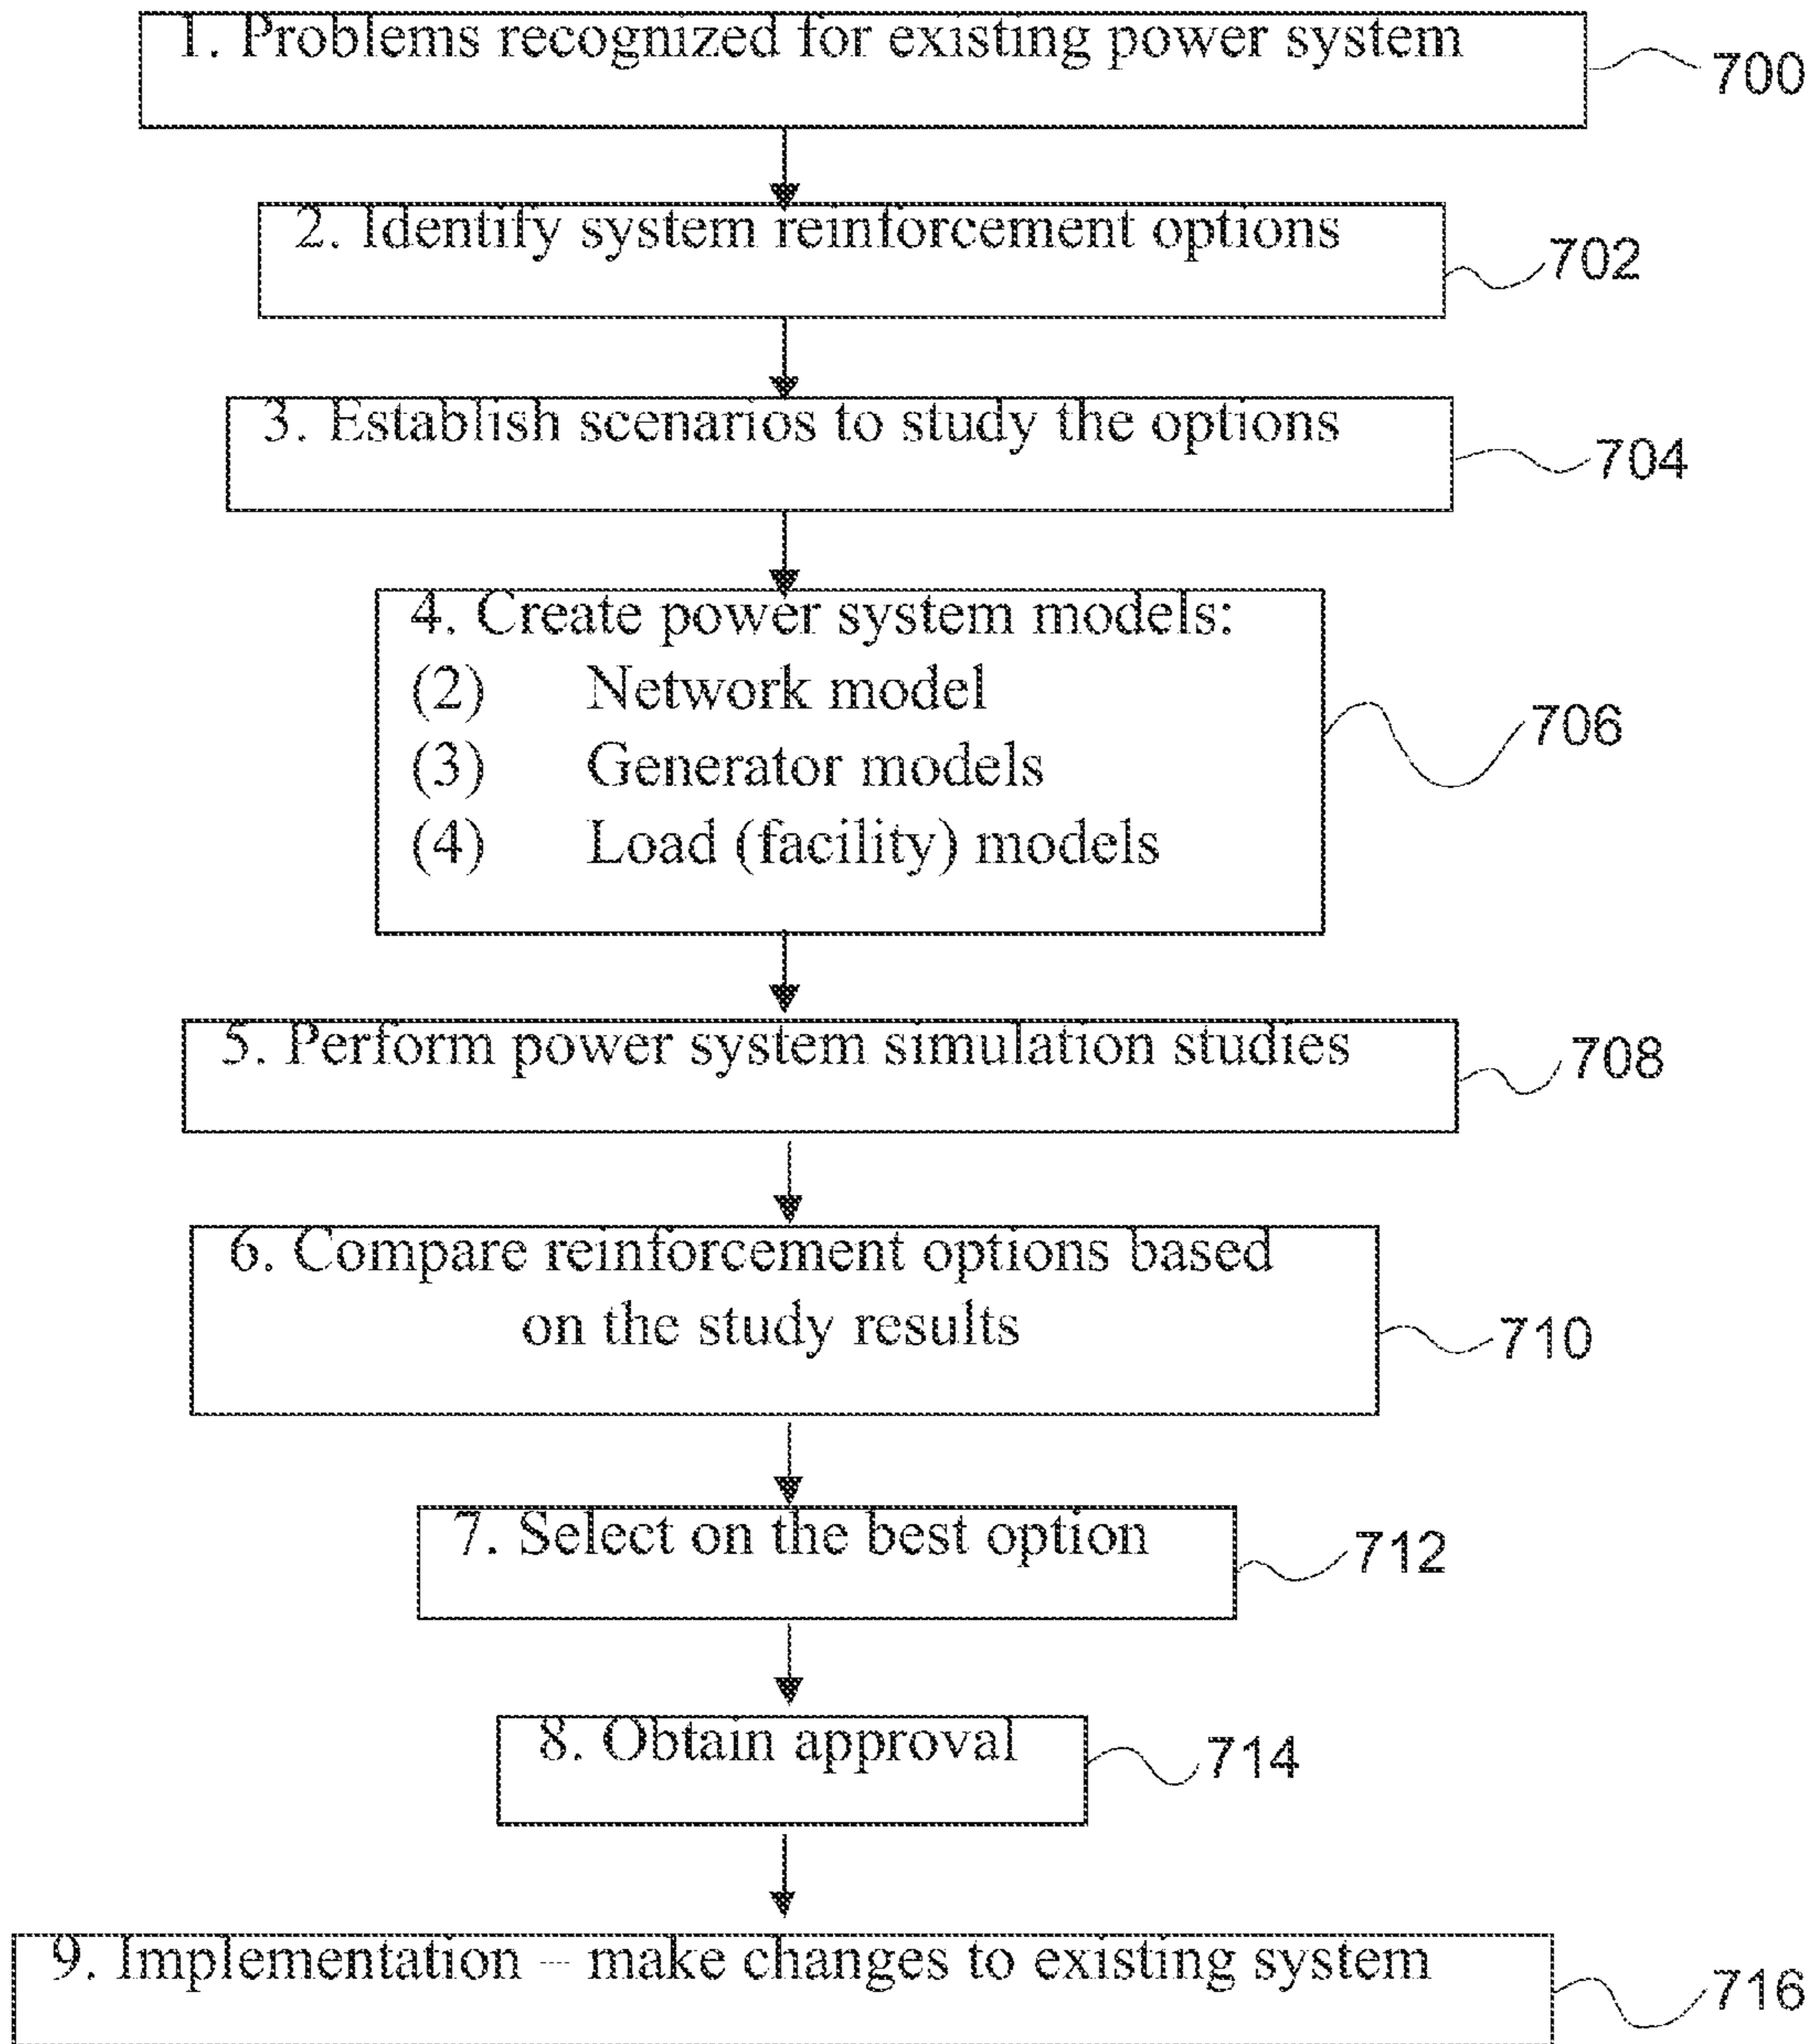 1. Problems recognized for existing power system
700
2. Identify system reinforcement options
702
3. Establish scenarios to study the options
704
4. Create power system models:
(2) Network model
(3) Generator models
(4) Load (facility) models
706
5. Perform power system simulation studies
708
6. Compare reinforcement options based
on the study results
710
7. Select on the best option
712
8. Obtain approval
714
9. Implementation – make changes to existing system
716